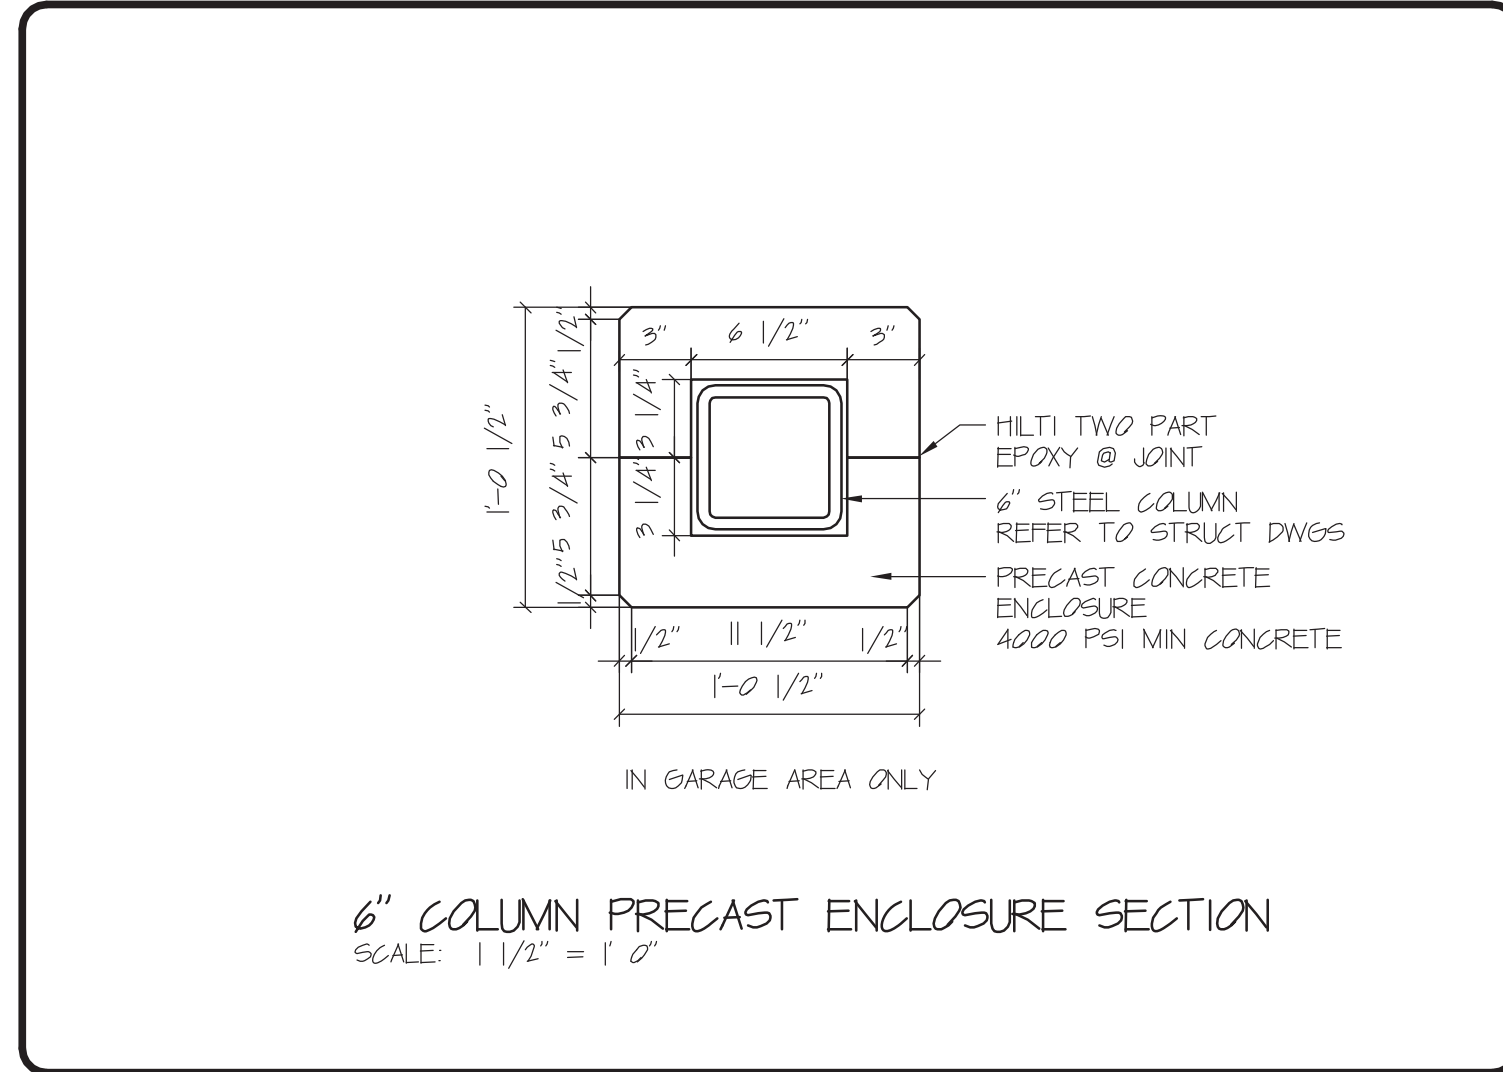 3" 6 1/2" 3"
1/2"
5 3/4"
5 3/4"
1/2"
1'-0 1/2"
3 1/4"
3 1/4"
HILTI TWO PART
EPOXY @ JOINT
6" STEEL COLUMN
REFER TO STRUCT DWGS
PRECAST CONCRETE
ENCLOSURE
4000 PSI MIN CONCRETE
1/2" 11 1/2" 1/2"
1'-0 1/2"
IN GARAGE AREA ONLY
6" COLUMN PRECAST ENCLOSURE SECTION
SCALE: 1 1/2" = 1' 0"